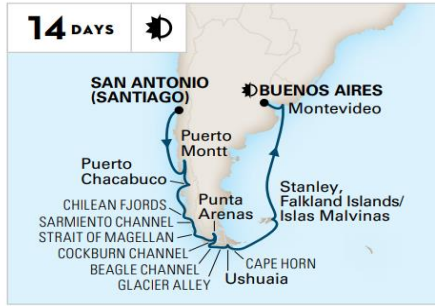 14 DAYS
SAN ANTONIO
(SANTIAGO)
BUENOS AIRES
Montevideo
Puerto
Montt
Puerto
Chacabuco
Punta
Arenas
Stanley,
Falkland Islands/
Islas Malvinas
CHILEAN FJORDS
SARMIENTO CHANNEL
STRAIT OF MAGELLAN
COCKBURN CHANNEL
BEAGLE CHANNEL
GLACIER ALLEY
CAPE HORN
Ushuaia